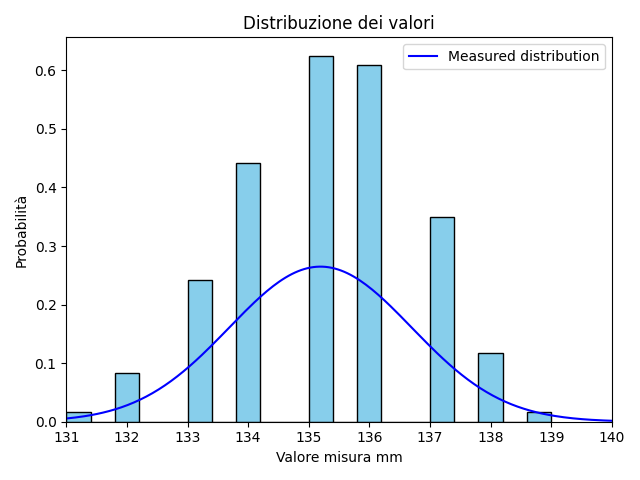 Distribuzione dei valori
Measured distribution
Probabilità
0.6
0.5
0.4
0.3
0.2
0.1
0.0
131 132 133 134 135 136 137 138 139 140
Valore misura mm